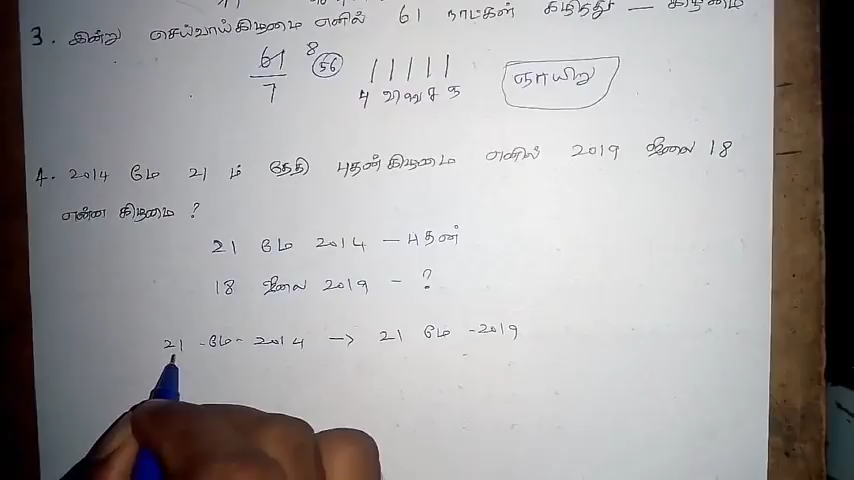 3. இன்று செவ்வாய்கிழமை எனில் 61 நாட்கள் கழித்து — கிழமை
61 8 56
7
புதன்
ஞாயிறு
4. 2014 மே 21 ம் தேதி புதன்கிழமை எனில் 2019 ஜீலை 18
என்ன கிழமை ?
21 மே 2014 – புதன்
18 ஜீலை 2019 – ?
21 - மே - 2014 → 21 மே - 2019